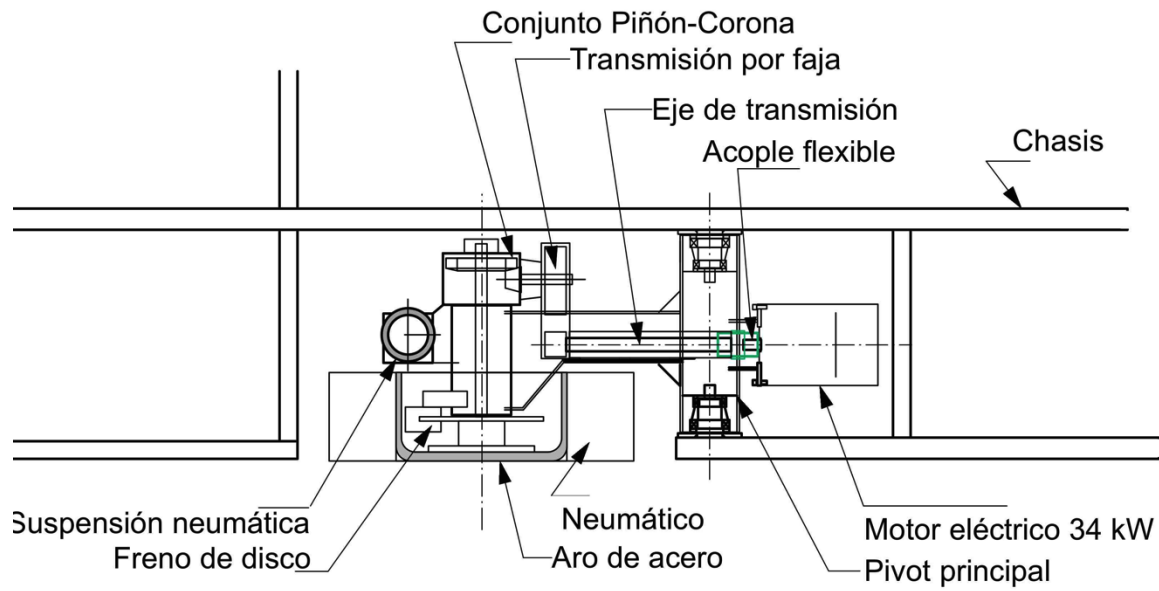 Conjunto Piñón-Corona
Transmisión por faja
Eje de transmisión
Acople flexible
Chasis
Suspensión neumática
Freno de disco
Neumático
Aro de acero
Motor eléctrico 34 kW
Pivot principal